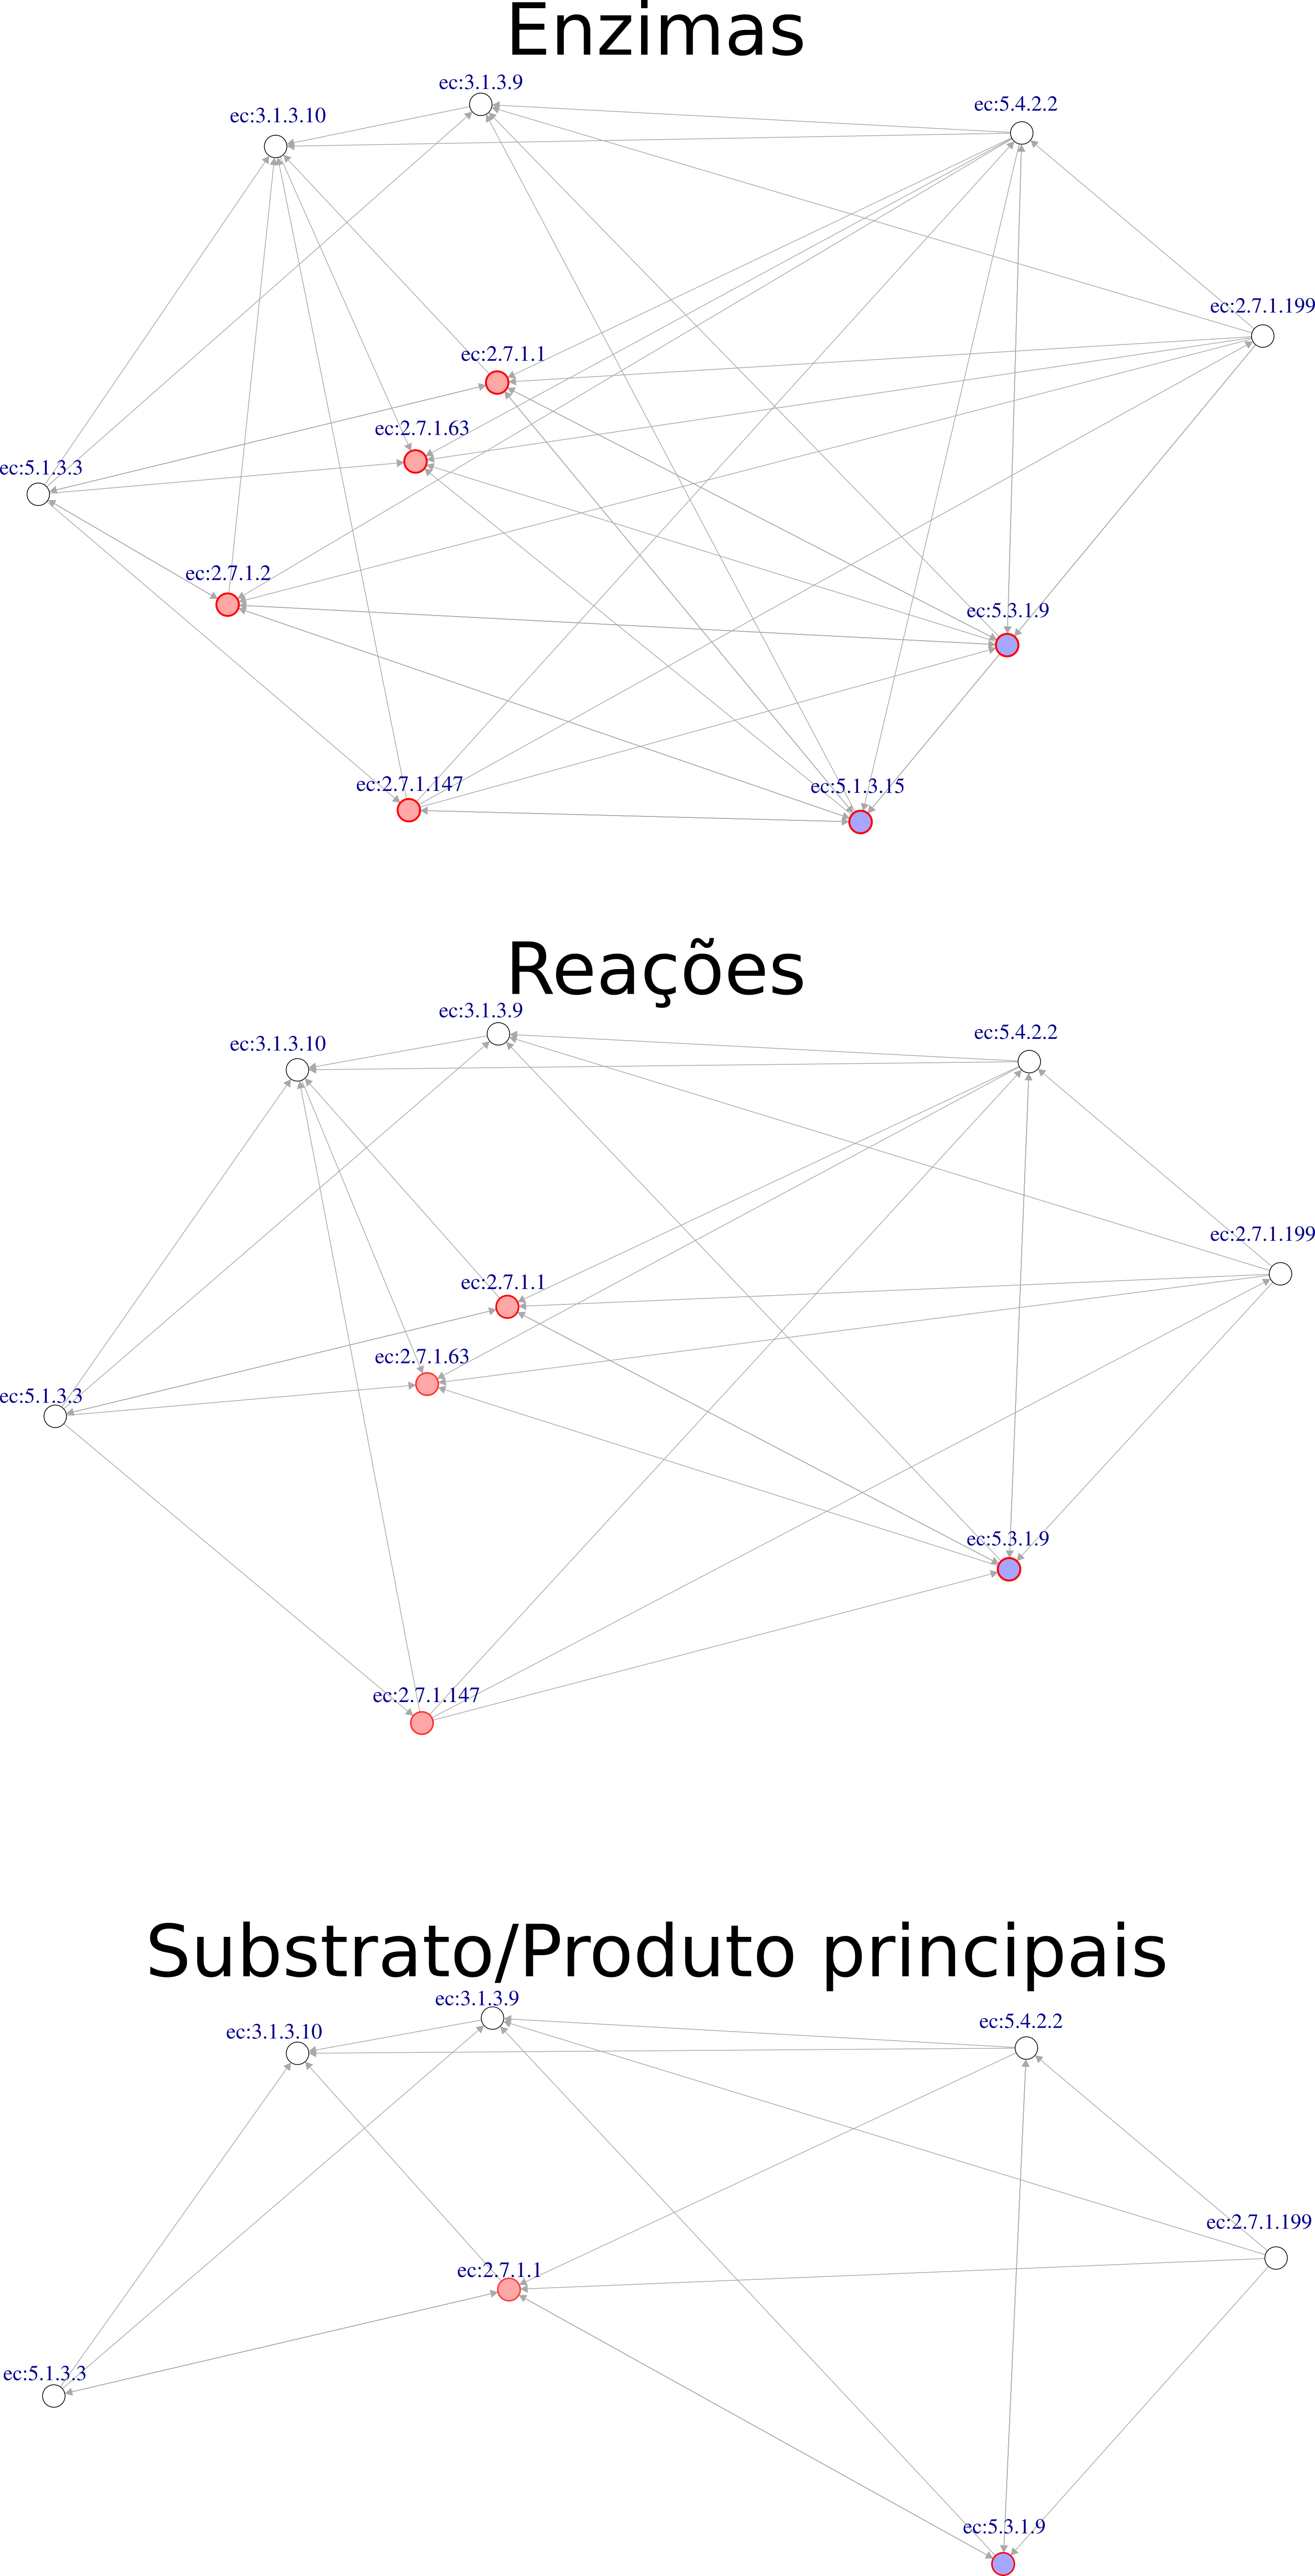 Enzimas
ec:3.1.3.9
ec:5.4.2.2
ec:3.1.3.10
ec:2.7.1.199
ec:2.7.1.1
ec:2.7.1.63
ec:5.1.3.3
ec:2.7.1.2
ec:5.3.1.9
ec:2.7.1.147
ec:5.1.3.15
Reações
ec:3.1.3.9
ec:5.4.2.2
ec:3.1.3.10
ec:2.7.1.199
ec:2.7.1.1
ec:2.7.1.63
ec:5.1.3.3
ec:5.3.1.9
ec:2.7.1.147
Substrato/Produto principais
ec:3.1.3.9
ec:5.4.2.2
ec:3.1.3.10
ec:2.7.1.199
ec:2.7.1.1
ec:5.1.3.3
ec:5.3.1.9